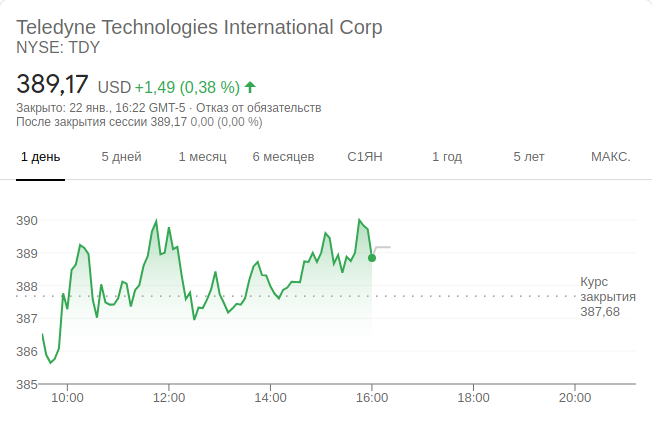 Teledyne Technologies International Corp
NYSE: TDY
389,17 USD +1,49 (0,38 %)
Закрыто: 22 янв., 16:22 GMT-5 · Отказ от обязательств
После закрытия сессии 389,17 0,00 (0,00 %)
1 день 5 дней 1 месяц 6 месяцев С1ЯН 1 год 5 лет МАКС.
390
389
388
387
386
385
Курс
закрытия
387,68
10:00 12:00 14:00 16:00 18:00 20:00